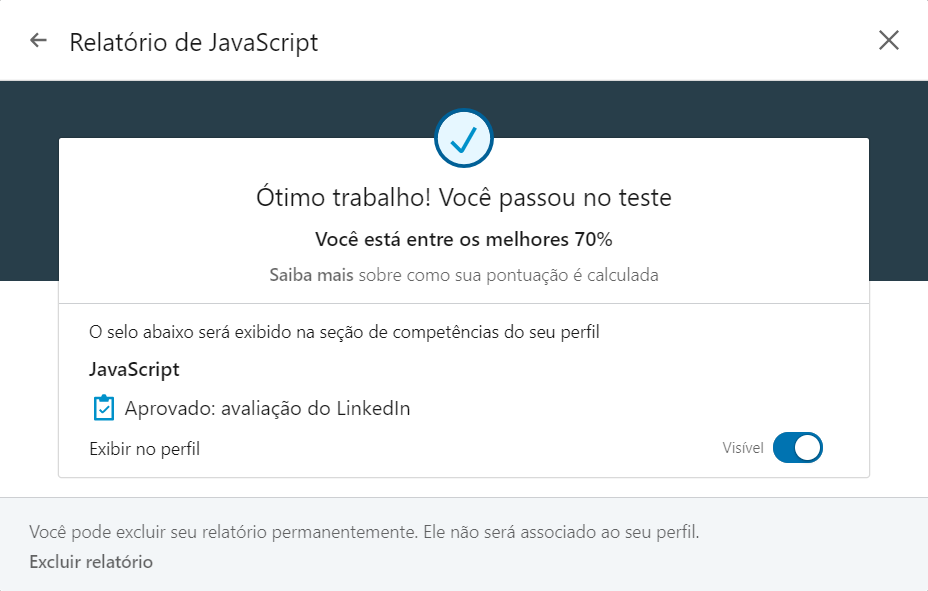 Relatório de JavaScript
Ótimo trabalho! Você passou no teste
Você está entre os melhores 70%
Saiba mais sobre como sua pontuação é calculada
O selo abaixo será exibido na seção de competências do seu perfil
JavaScript
Aprovado: avaliação do LinkedIn
Exibir no perfil
Visível
Você pode excluir seu relatório permanentemente. Ele não será associado ao seu perfil.
Excluir relatório